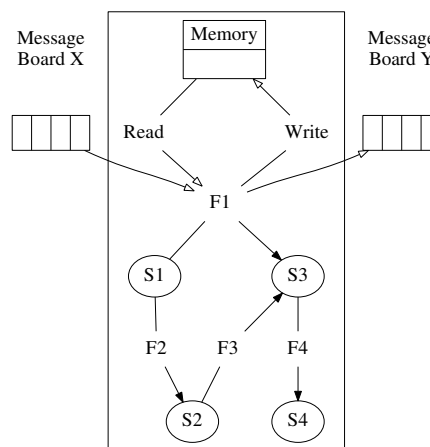 Message
Board X
Memory
Message
Board Y
Read
Write
F1
S1
S3
F2
F3
F4
S2
S4